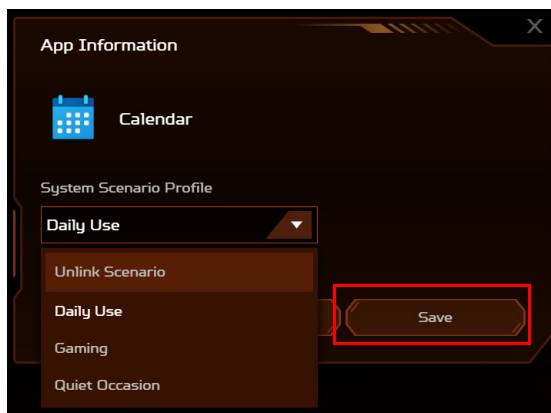 X
App Information
Calendar
System Scenario Profile
Daily Use
Unlink Scenario
Daily Use
Gaming
Quiet Occasion
Save